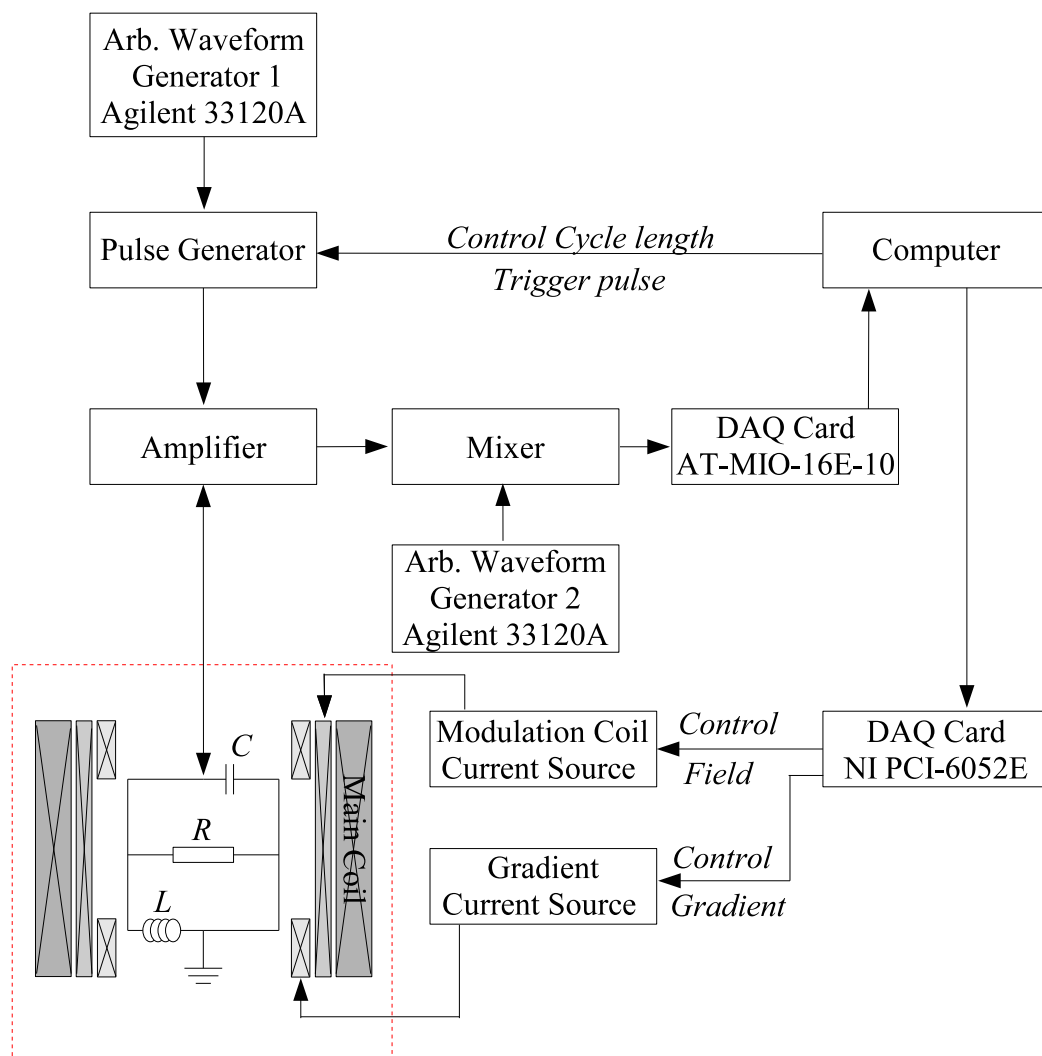 Arb. Waveform
Generator 1
Agilent 33120A
Pulse Generator
Control Cycle length
Trigger pulse
Computer
Amplifier
Mixer
DAQ Card
AT-MIO-16E-10
Arb. Waveform
Generator 2
Agilent 33120A
C
R
L
Main Coil
Modulation Coil
Current Source
Control
Field
DAQ Card
NI PCI-6052E
Gradient
Current Source
Control
Gradient